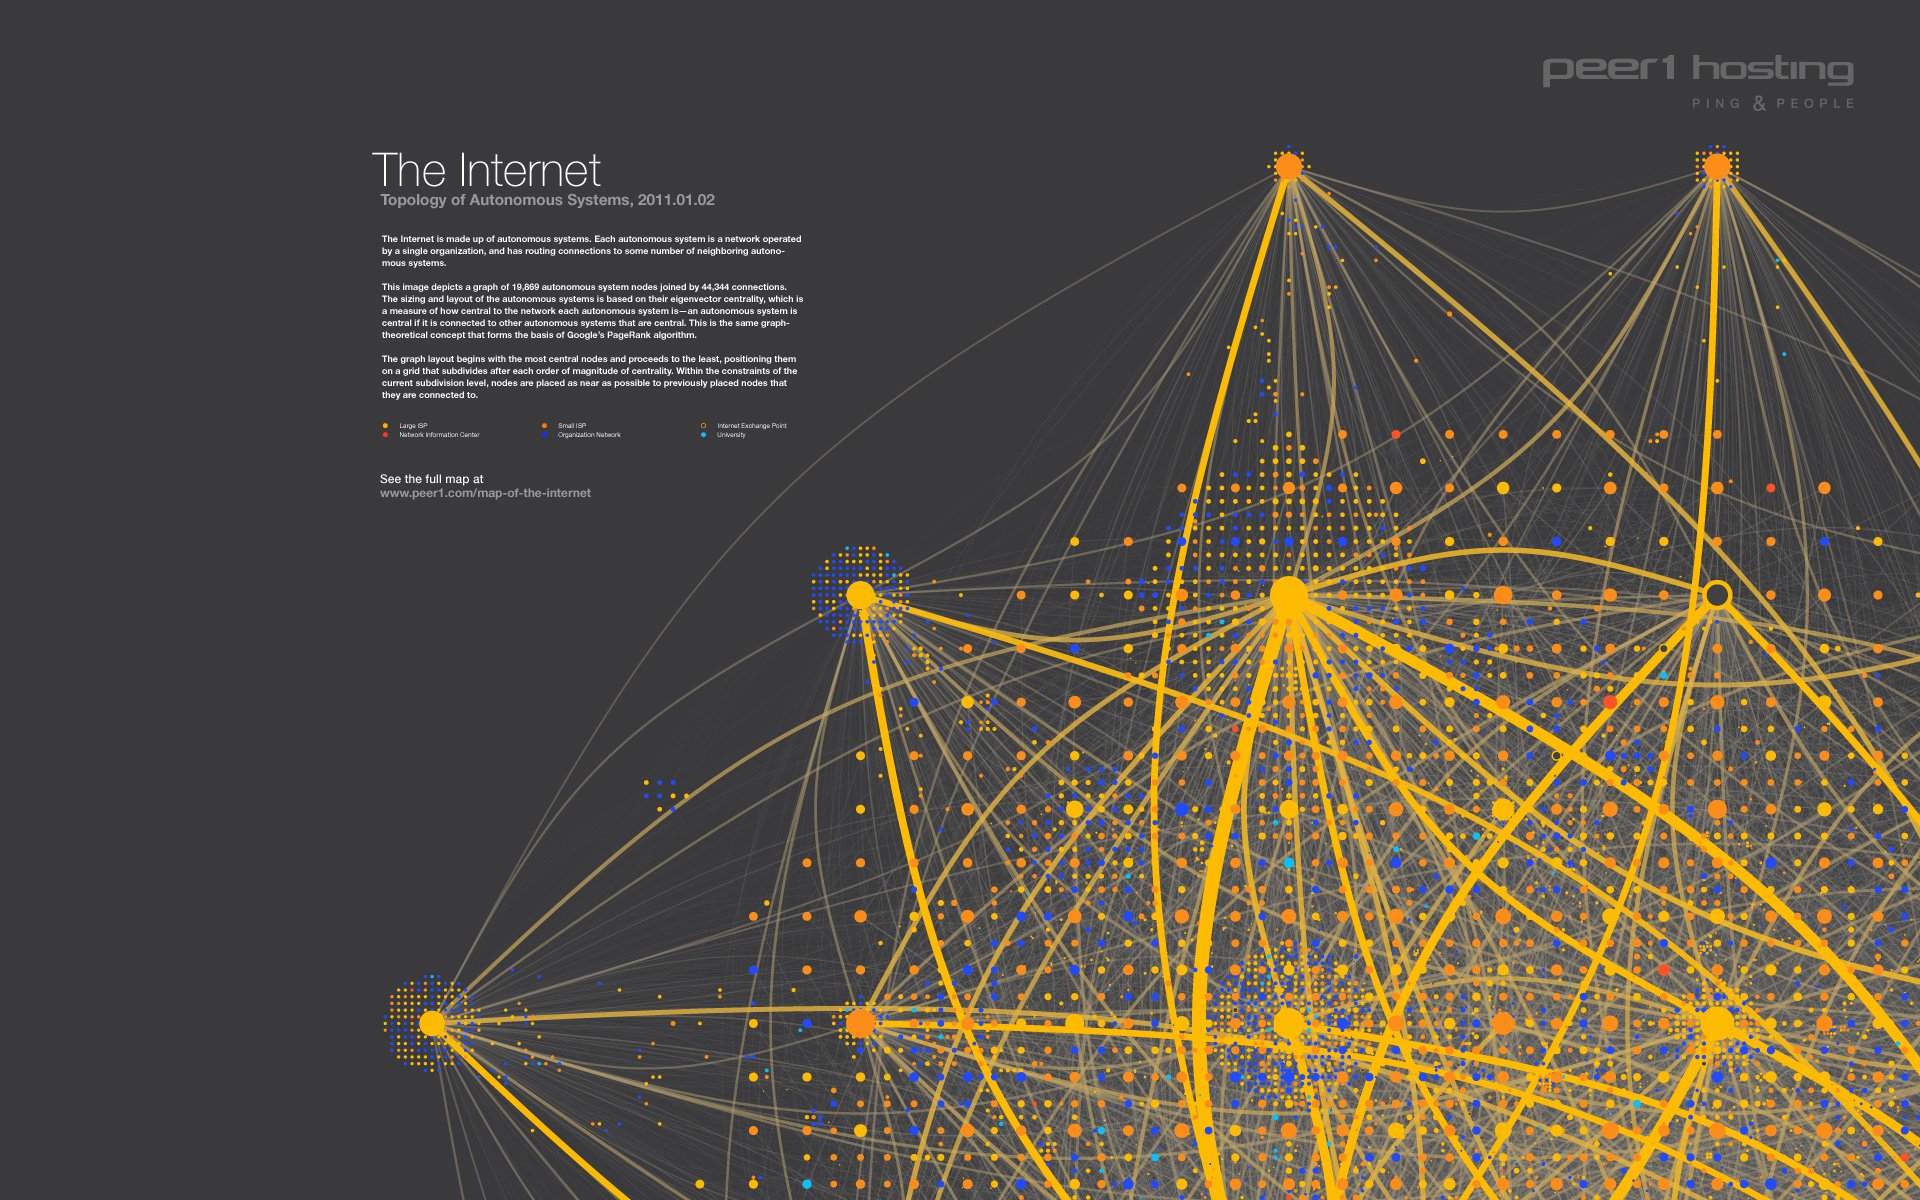 peer1 hosting
PING & PEOPLE
The Internet
Topology of Autonomous Systems, 2011.01.02
The Internet is made up of autonomous systems. Each autonomous system is a network operated
by a single organization, and has routing connections to some number of neighboring autono-
mous systems.
This image depicts a graph of 19,869 autonomous system nodes joined by 44,344 connections.
The sizing and layout of the autonomous systems is based on their eigenvector centrality, which is
a measure of how central to the network each autonomous system is—an autonomous system is
central if it is connected to other autonomous systems that are central. This is the same graph-
theoretical concept that forms the basis of Google's PageRank algorithm.
The graph layout begins with the most central nodes and proceeds to the least, positioning them
on a grid that subdivides after each order of magnitude of centrality. Within the constraints of the
current subdivision level, nodes are placed as near as possible to previously placed nodes that
they are connected to.
Large ISP Small ISP Internet Exchange Point
Network Information Center Organization Network University
See the full map at
www.peer1.com/map-of-the-internet